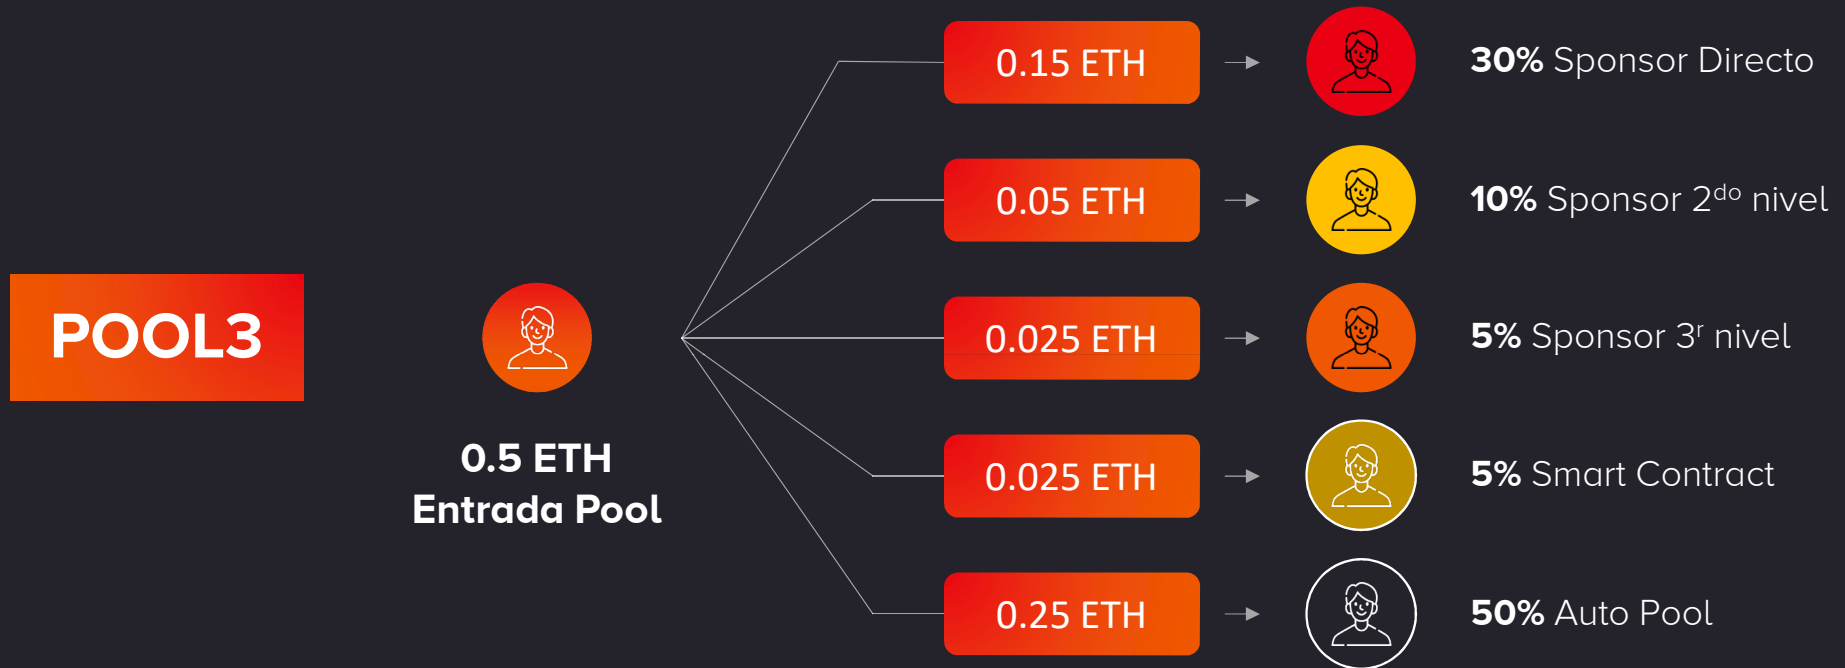 POOL3
0.5 ETH
Entrada Pool
0.15 ETH
30% Sponsor Directo
0.05 ETH
10% Sponsor 2ᵈᵒ nivel
0.025 ETH
5% Sponsor 3ʳ nivel
0.025 ETH
5% Smart Contract
0.25 ETH
50% Auto Pool